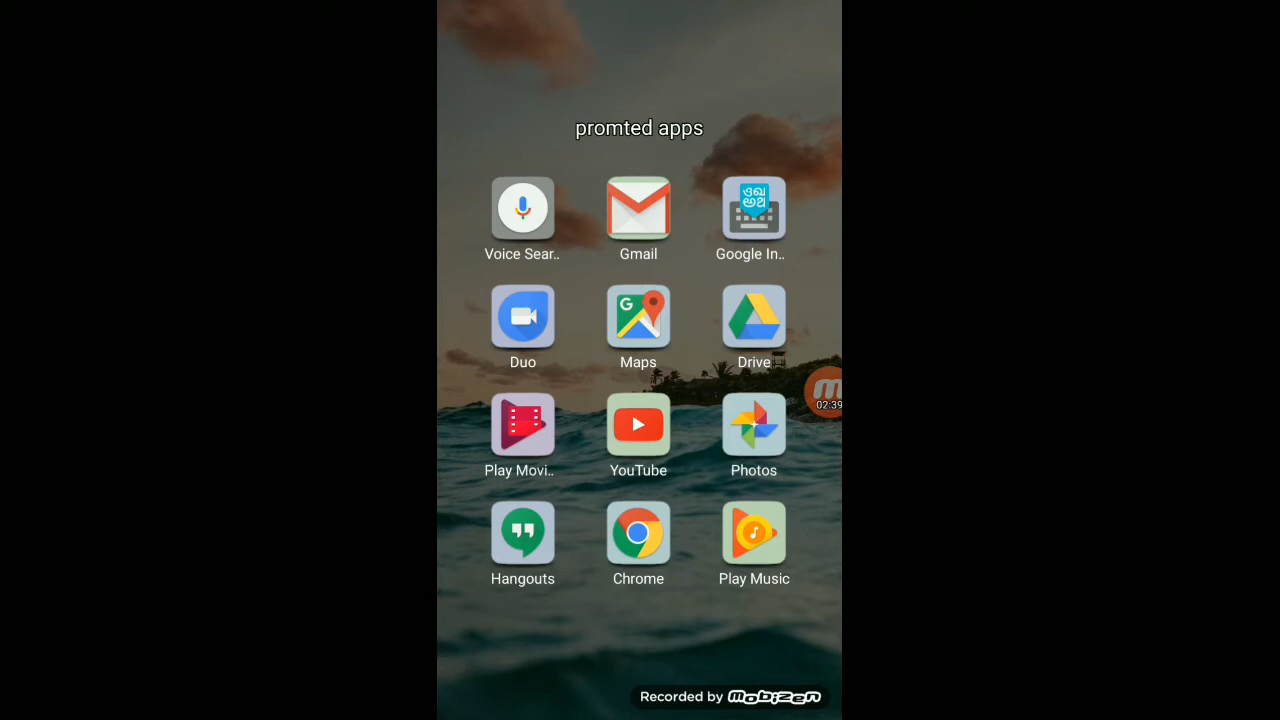 promted apps
Voice Sear..
Gmail
Google In..
Duo
Maps
Drive
02:39
Play Movi..
YouTube
Photos
Hangouts
Chrome
Play Music
Recorded by mobizen